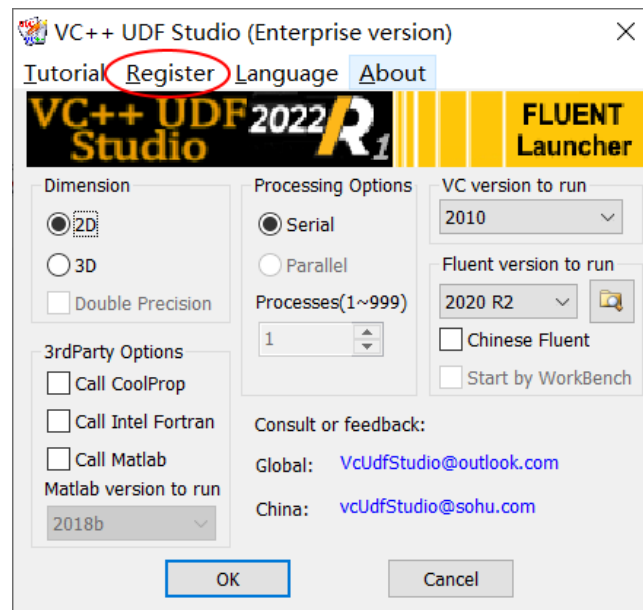 VC++ UDF Studio (Enterprise version)
Tutorial Register Language About
VC++ UDF Studio 2022 R1 FLUENT Launcher
Dimension
2D
3D
Double Precision
3rdParty Options
Call CoolProp
Call Intel Fortran
Call Matlab
Matlab version to run
2018b
Processing Options
Serial
Parallel
Processes(1~999)
1
VC version to run
2010
Fluent version to run
2020 R2
Chinese Fluent
Start by WorkBench
Consult or feedback:
Global: VcUdfStudio@outlook.com
China: vcUdfStudio@sohu.com
OK Cancel